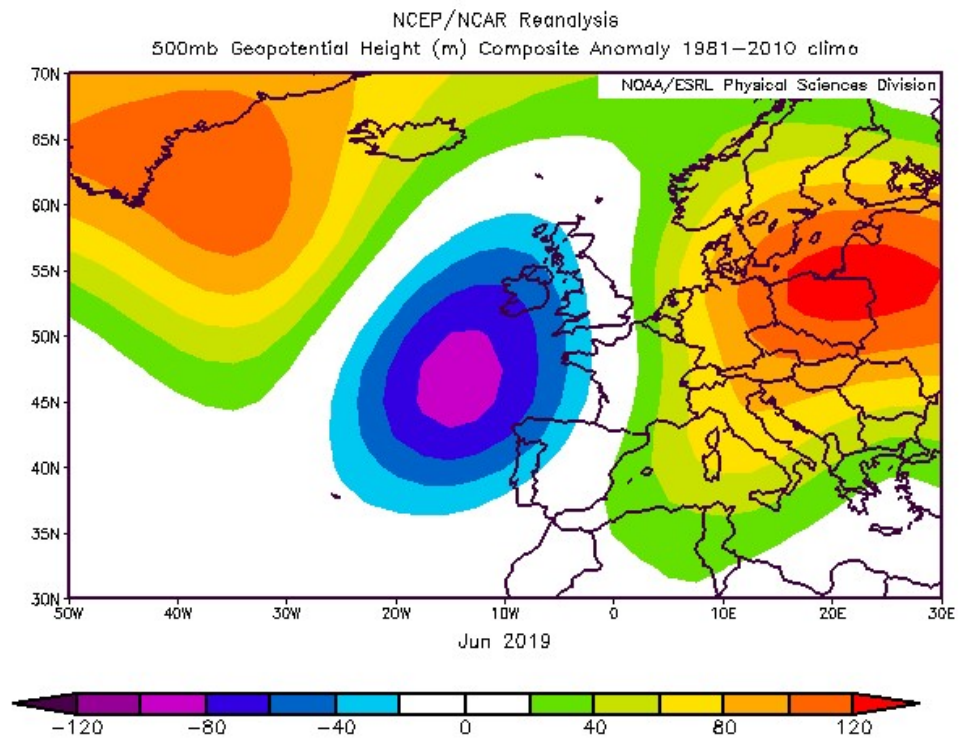 NCEP/NCAR Reanalysis
500mb Geopotential Height (m) Composite Anomaly 1981−2010 climo
NOAA/ESRL Physical Sciences Division
70N
65N
60N
55N
50N
45N
40N
35N
30N
50W 40W 30W 20W 10W 0 10E 20E 30E
Jun 2019
−120 −80 −40 0 40 80 120